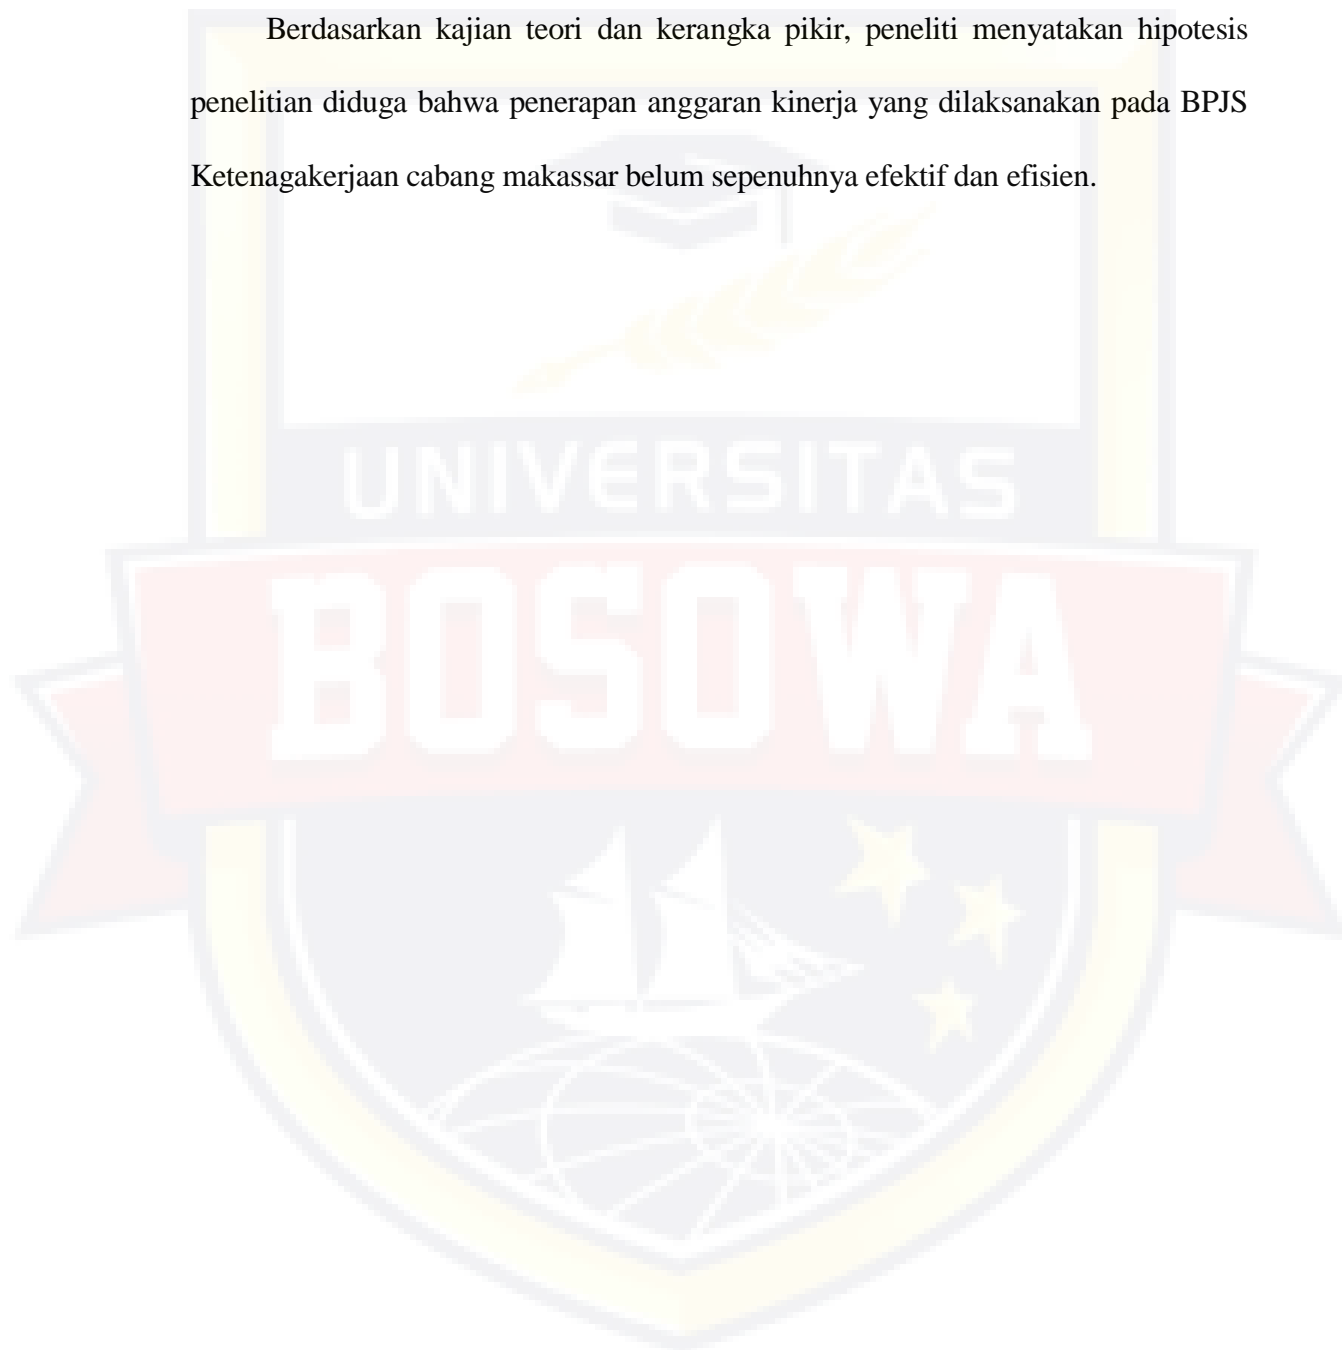 Berdasarkan kajian teori dan kerangka pikir, peneliti menyatakan hipotesis
penelitian diduga bahwa penerapan anggaran kinerja yang dilaksanakan pada BPJS
Ketenagakerjaan cabang makassar belum sepenuhnya efektif dan efisien.
UNIVERSITAS
BOSOWA